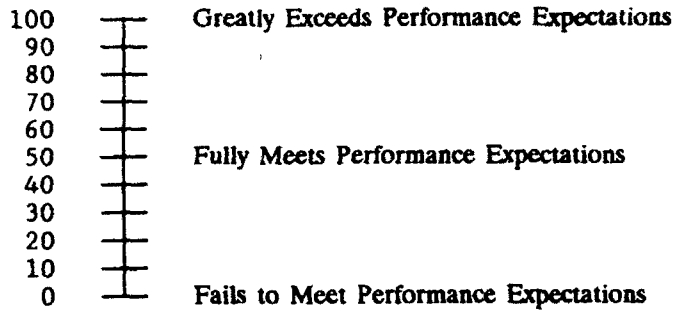 100 Greatly Exceeds Performance Expectations
90
80
70
60
50 Fully Meets Performance Expectations
40
30
20
10
0 Fails to Meet Performance Expectations